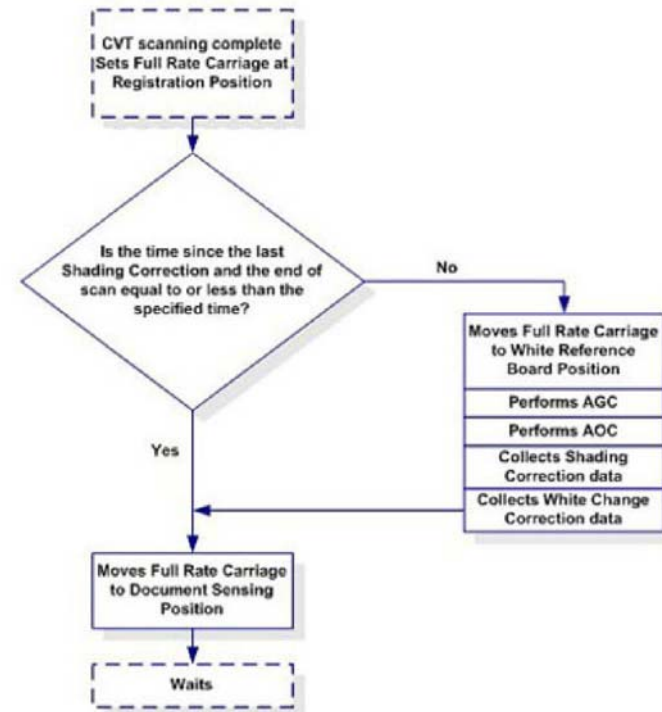 CVT scanning complete
Sets Full Rate Carriage at
Registration Position
Is the time since the last
Shading Correction and the end of
scan equal to or less than the
specified time?
No
Moves Full Rate Carriage
to White Reference
Board Position
Performs AGC
Performs AOC
Yes
Collects Shading
Correction data
Collects White Change
Correction data
Moves Full Rate Carriage
to Document Sensing
Position
Waits